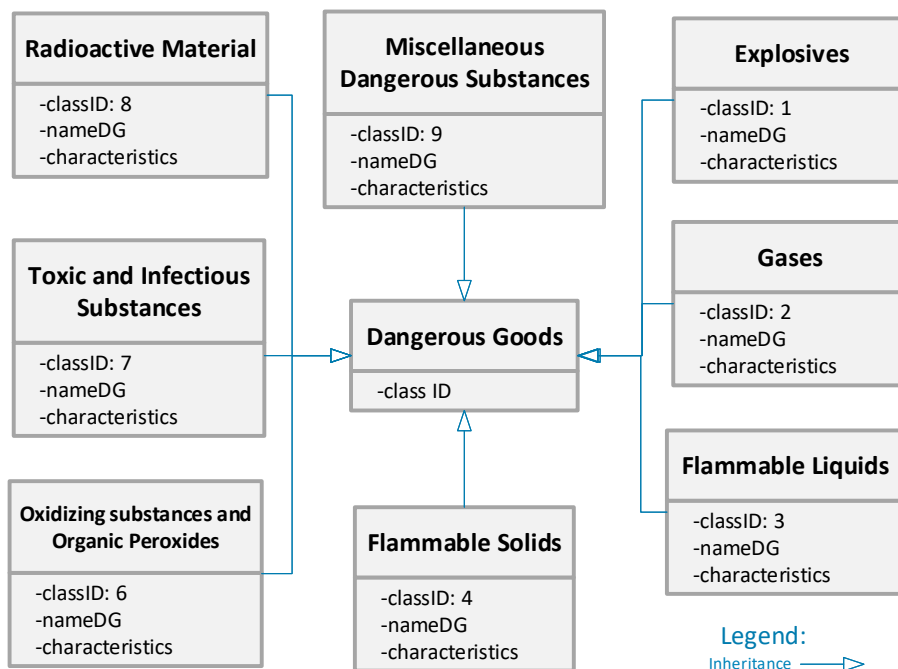 Radioactive Material
-classID: 8
-nameDG
-characteristics
Miscellaneous
Dangerous Substances
-classID: 9
-nameDG
-characteristics
Explosives
-classID: 1
-nameDG
-characteristics
Toxic and Infectious
Substances
-classID: 7
-nameDG
-characteristics
Dangerous Goods
-class ID
Gases
-classID: 2
-nameDG
-characteristics
Oxidizing substances and
Organic Peroxides
-classID: 6
-nameDG
-characteristics
Flammable Solids
-classID: 4
-nameDG
-characteristics
Flammable Liquids
-classID: 3
-nameDG
-characteristics
Legend:
Inheritance